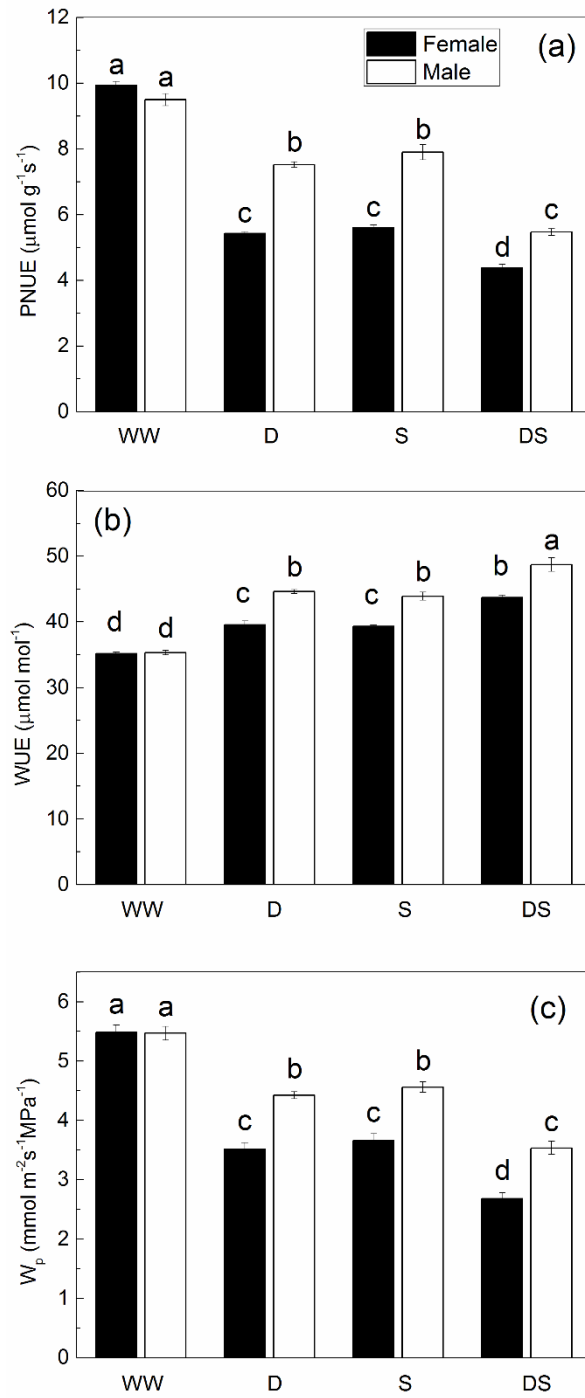 12
10
8
6
4
2
0
PNUE (μmol g⁻¹s⁻¹)
Female
Male
(a)
a a
c b
c b
d c
WW D S DS
60
50
40
30
20
10
0
WUE (μmol mol⁻¹)
(b)
d d
c b
c b
b a
WW D S DS
6
5
4
3
2
1
0
Wₚ (mmol m⁻²s⁻¹MPa⁻¹)
(c)
a a
c b
c b
d c
WW D S DS